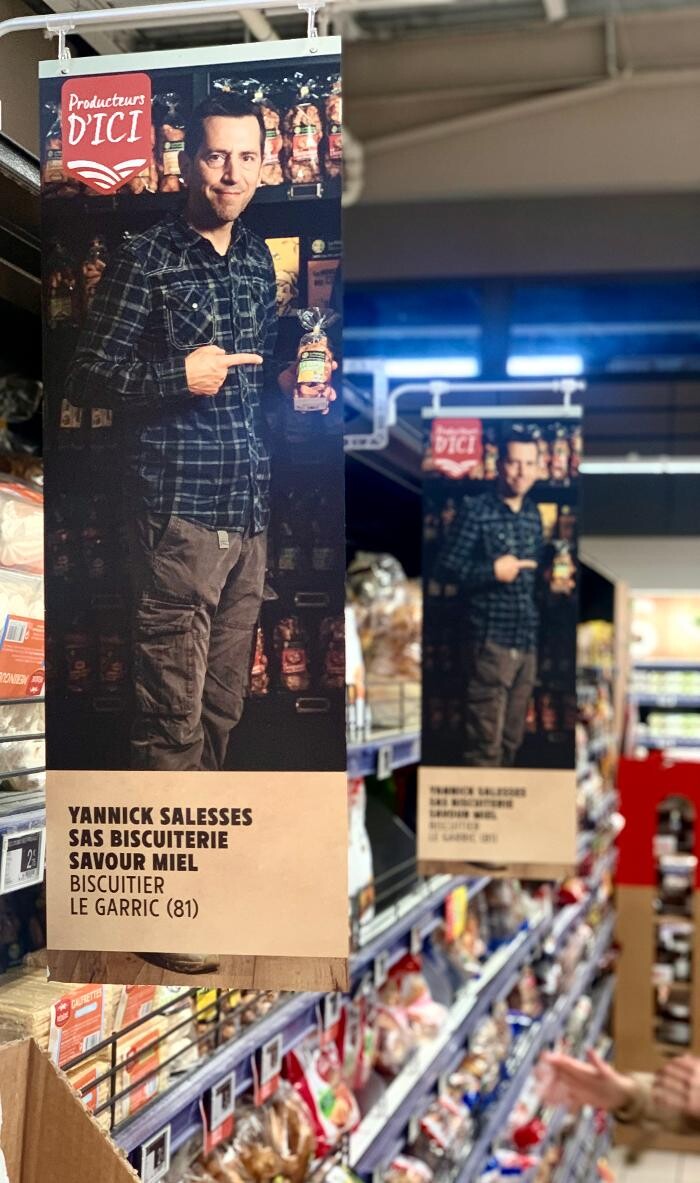 Producteurs
D'ICI
YANNICK SALESSES
SAS BISCUITERIE
SAVOUR MIEL
BISCUITIER
LE GARRIC (81)
Producteurs
D'ICI
YANNICK SALESSES
SAS BISCUITERIE
SAVOUR MIEL
BISCUITIER
LE GARRIC (81)